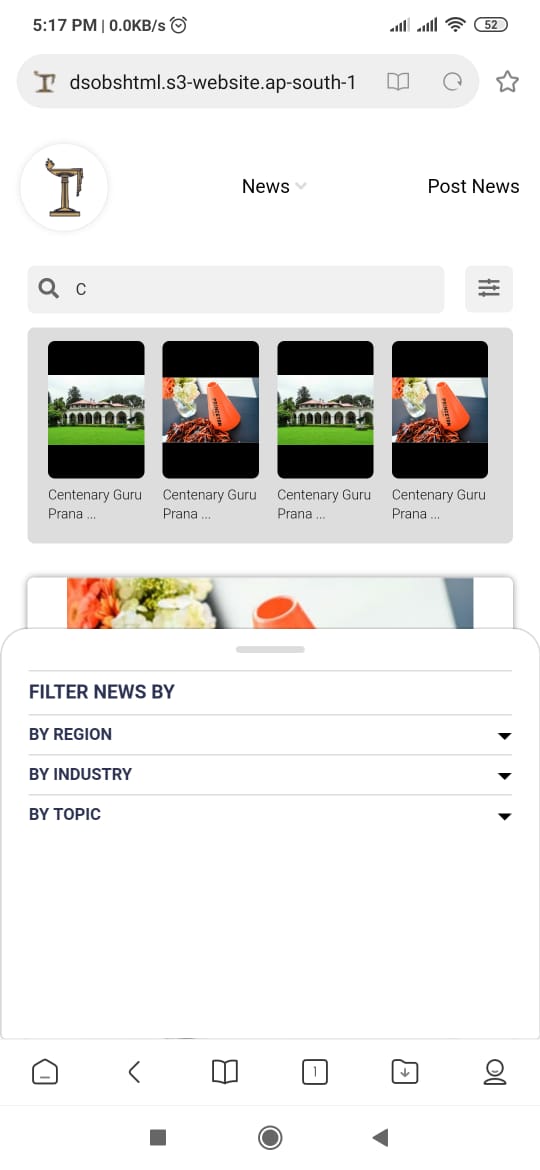 5:17 PM | 0.0KB/s
52
dsobshtml.s3-website.ap-south-1
News
Post News
C
Centenary Guru
Prana ...
Centenary Guru
Prana ...
Centenary Guru
Prana ...
Centenary Guru
Prana ...
FILTER NEWS BY
BY REGION
BY INDUSTRY
BY TOPIC
1